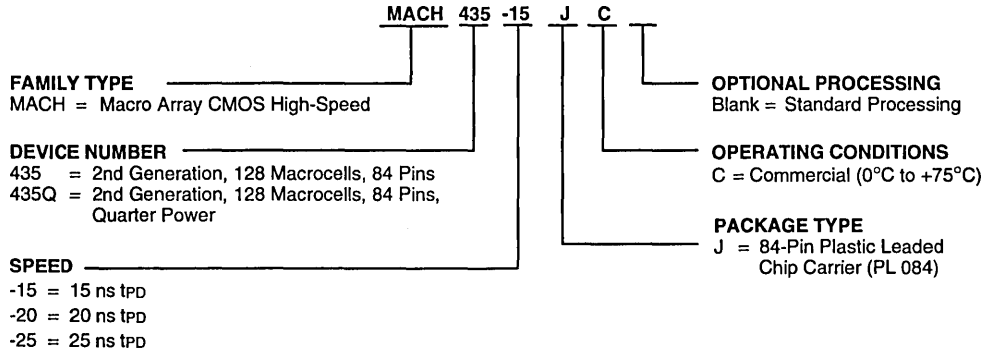 MACH 435 -15 J C
FAMILY TYPE
MACH = Macro Array CMOS High-Speed
DEVICE NUMBER
435 = 2nd Generation, 128 Macrocells, 84 Pins
435Q = 2nd Generation, 128 Macrocells, 84 Pins,
Quarter Power
SPEED
-15 = 15 ns tPD
-20 = 20 ns tPD
-25 = 25 ns tPD
OPTIONAL PROCESSING
Blank = Standard Processing
OPERATING CONDITIONS
C = Commercial (0°C to +75°C)
PACKAGE TYPE
J = 84-Pin Plastic Leaded
Chip Carrier (PL 084)